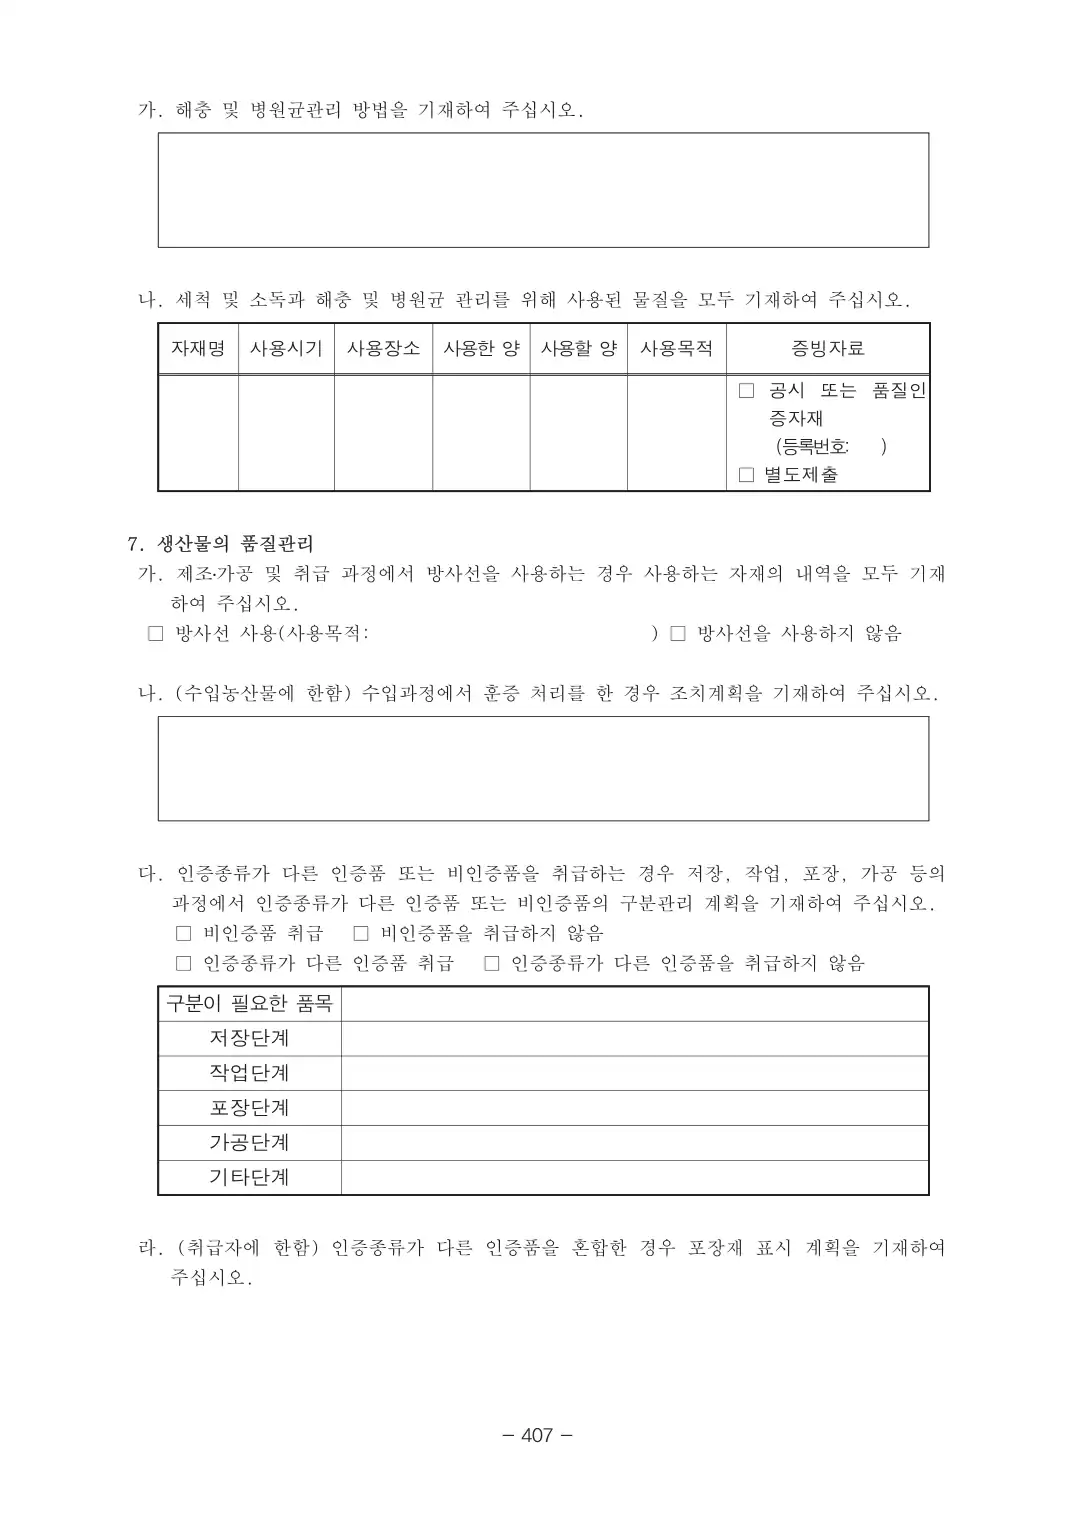 가. 해충 및 병원균관리 방법을 기재하여 주십시오.
나. 세척 및 소독과 해충 및 병원균 관리를 위해 사용된 물질을 모두 기재하여 주십시오.
자재명 사용시기 사용장소 사용한 양 사용할 양 사용목적 증빙자료
□ 공시 또는 품질인
증자재
(등록번호: )
□ 별도제출
7. 생산물의 품질관리
가. 제조·가공 및 취급 과정에서 방사선을 사용하는 경우 사용하는 자재의 내역을 모두 기재
하여 주십시오.
□ 방사선 사용(사용목적: ) □ 방사선을 사용하지 않음
나. (수입농산물에 한함) 수입과정에서 훈증 처리를 한 경우 조치계획을 기재하여 주십시오.
다. 인증종류가 다른 인증품 또는 비인증품을 취급하는 경우 저장, 작업, 포장, 가공 등의
과정에서 인증종류가 다른 인증품 또는 비인증품의 구분관리 계획을 기재하여 주십시오.
□ 비인증품 취급 □ 비인증품을 취급하지 않음
□ 인증종류가 다른 인증품 취급 □ 인증종류가 다른 인증품을 취급하지 않음
구분이 필요한 품목
저장단계
작업단계
포장단계
가공단계
기타단계
라. (취급자에 한함) 인증종류가 다른 인증품을 혼합한 경우 포장재 표시 계획을 기재하여
주십시오.
- 407 -